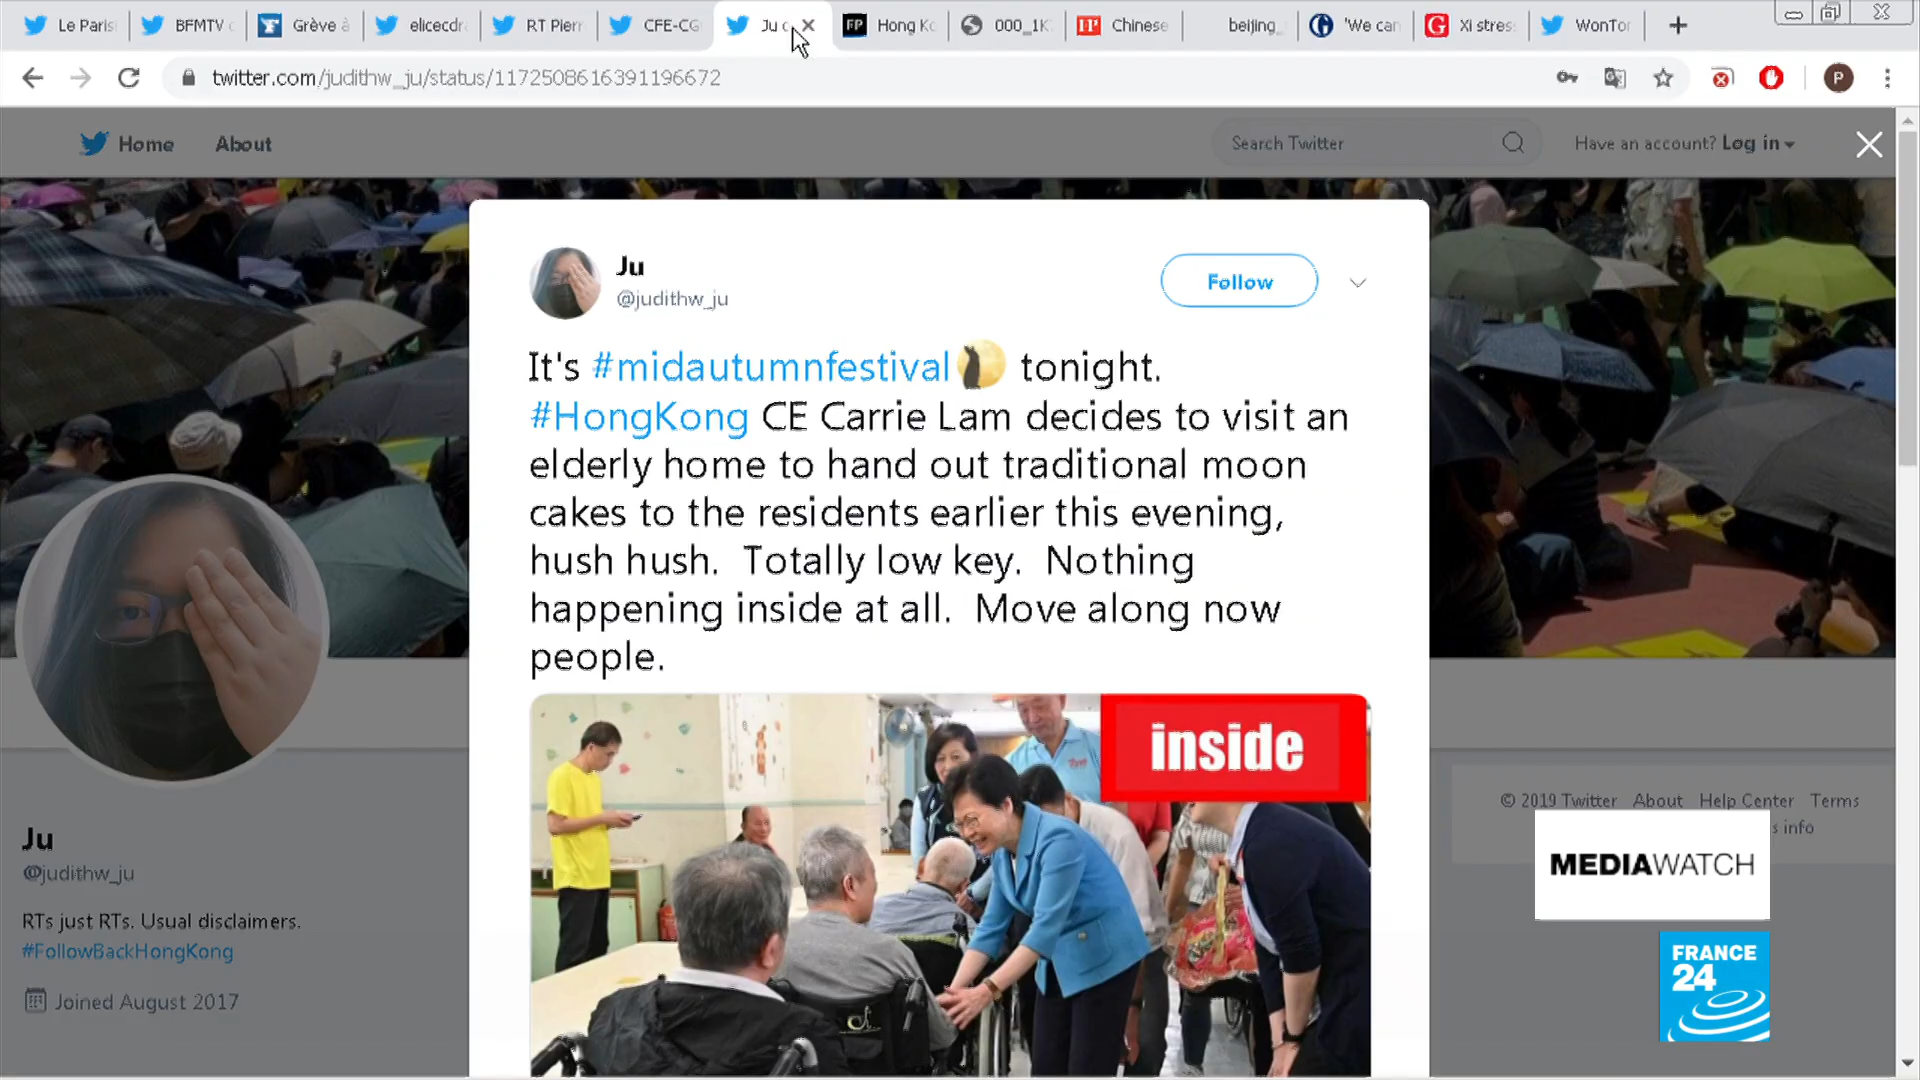 Le Paris
BFMTV
Grève à
elicecdr
RT Pierr
CFE-CG
Ju
Hong K
000_1K
Chinese
beijing_
'We can
Xi stres
WonTor
twitter.com/judithw_ju/status/1172508616391196672
P
Home
About
Search Twitter
Have an account? Log in
Ju
@judithw_ju
Follow
It's #midautumnfestival tonight.
#HongKong CE Carrie Lam decides to visit an
elderly home to hand out traditional moon
cakes to the residents earlier this evening,
hush hush. Totally low key. Nothing
happening inside at all. Move along now
people.
inside
Ju
@judithw_ju
RTs just RTs. Usual disclaimers.
#FollowBackHongKong
Joined August 2017
© 2019 Twitter About Help Center Terms
s info
MEDIAWATCH
FRANCE
24